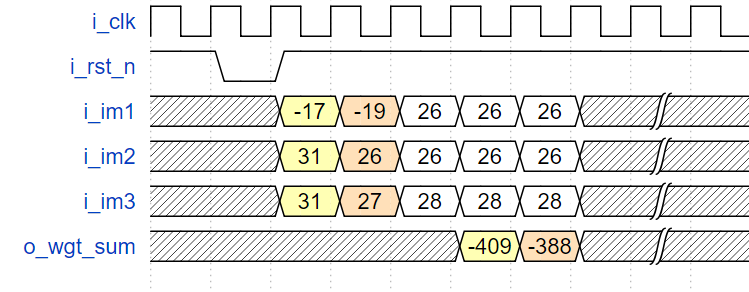 i_clk
i_rst_n
i_im1 -17 -19 26 26 26
i_im2 31 26 26 26 26
i_im3 31 27 28 28 28
o_wgt_sum -409 -388